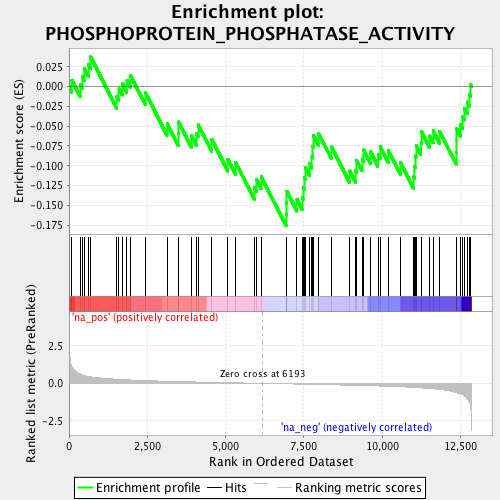 Enrichment plot:
PHOSPHOPROTEIN_PHOSPHATASE_ACTIVITY
Enrichment score (ES)
0.025
0.000
-0.025
-0.050
-0.075
-0.100
-0.125
-0.150
-0.175
'na_pos' (positively correlated)
Ranked list metric (PreRanked)
2.5
0.0
-2.5
Zero cross at 6193
'na_neg' (negatively correlated)
0
2,500
5,000
7,500
10,000
12,500
Rank in Ordered Dataset
Enrichment profile
Hits
Ranking metric scores